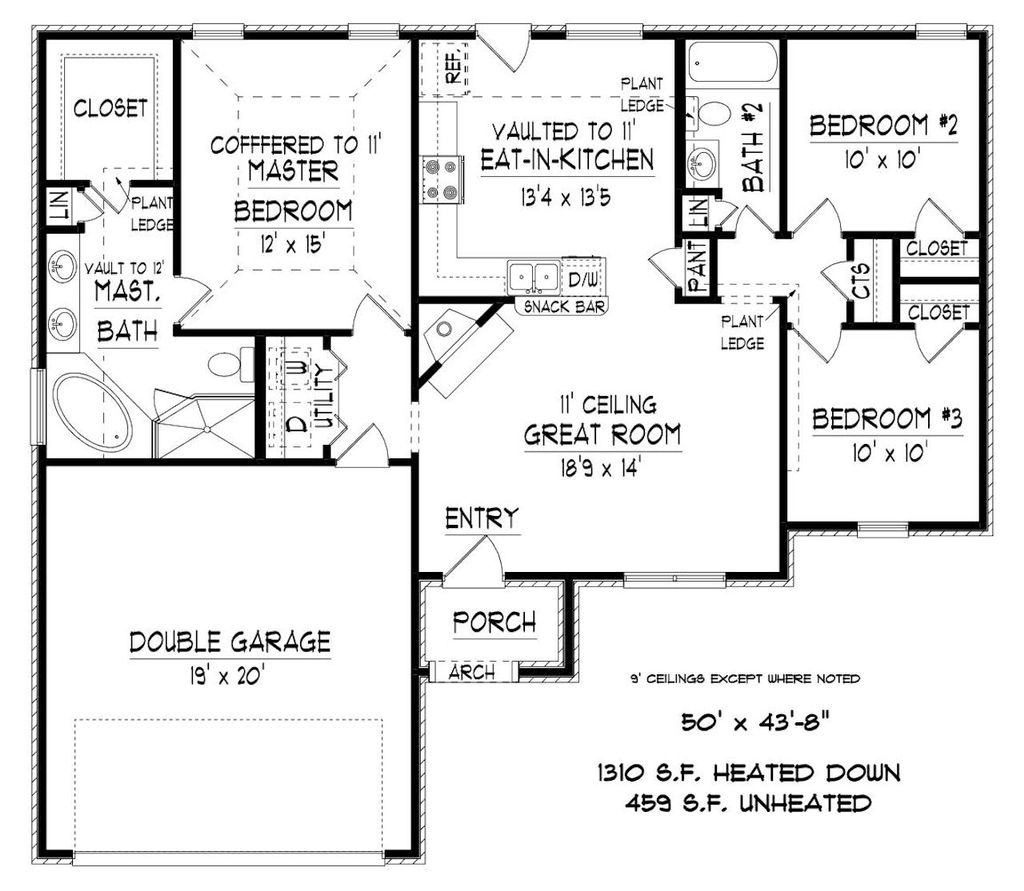 CLOSET
LIN
PLANT
LEDGE
VAULT TO 12'
MAST.
BATH
COFFFERED TO 11'
MASTER
BEDROOM
12' x 15'
REF.
VAULTED TO 11'
EAT-IN-KITCHEN
13'4 x 13'5
D/W
SNACK BAR
PLANT
LEDGE
BATH #2
LIN
PANT
BEDROOM #2
10' x 10'
CLOSET
CTS
CLOSET
PLANT
LEDGE
BEDROOM #3
10' x 10'
W
D
UTILITY
11' CEILING
GREAT ROOM
18'9 x 14'
ENTRY
PORCH
ARCH
DOUBLE GARAGE
19' x 20'
9' CEILINGS EXCEPT WHERE NOTED
50' x 43'-8"
1310 S.F. HEATED DOWN
459 S.F. UNHEATED